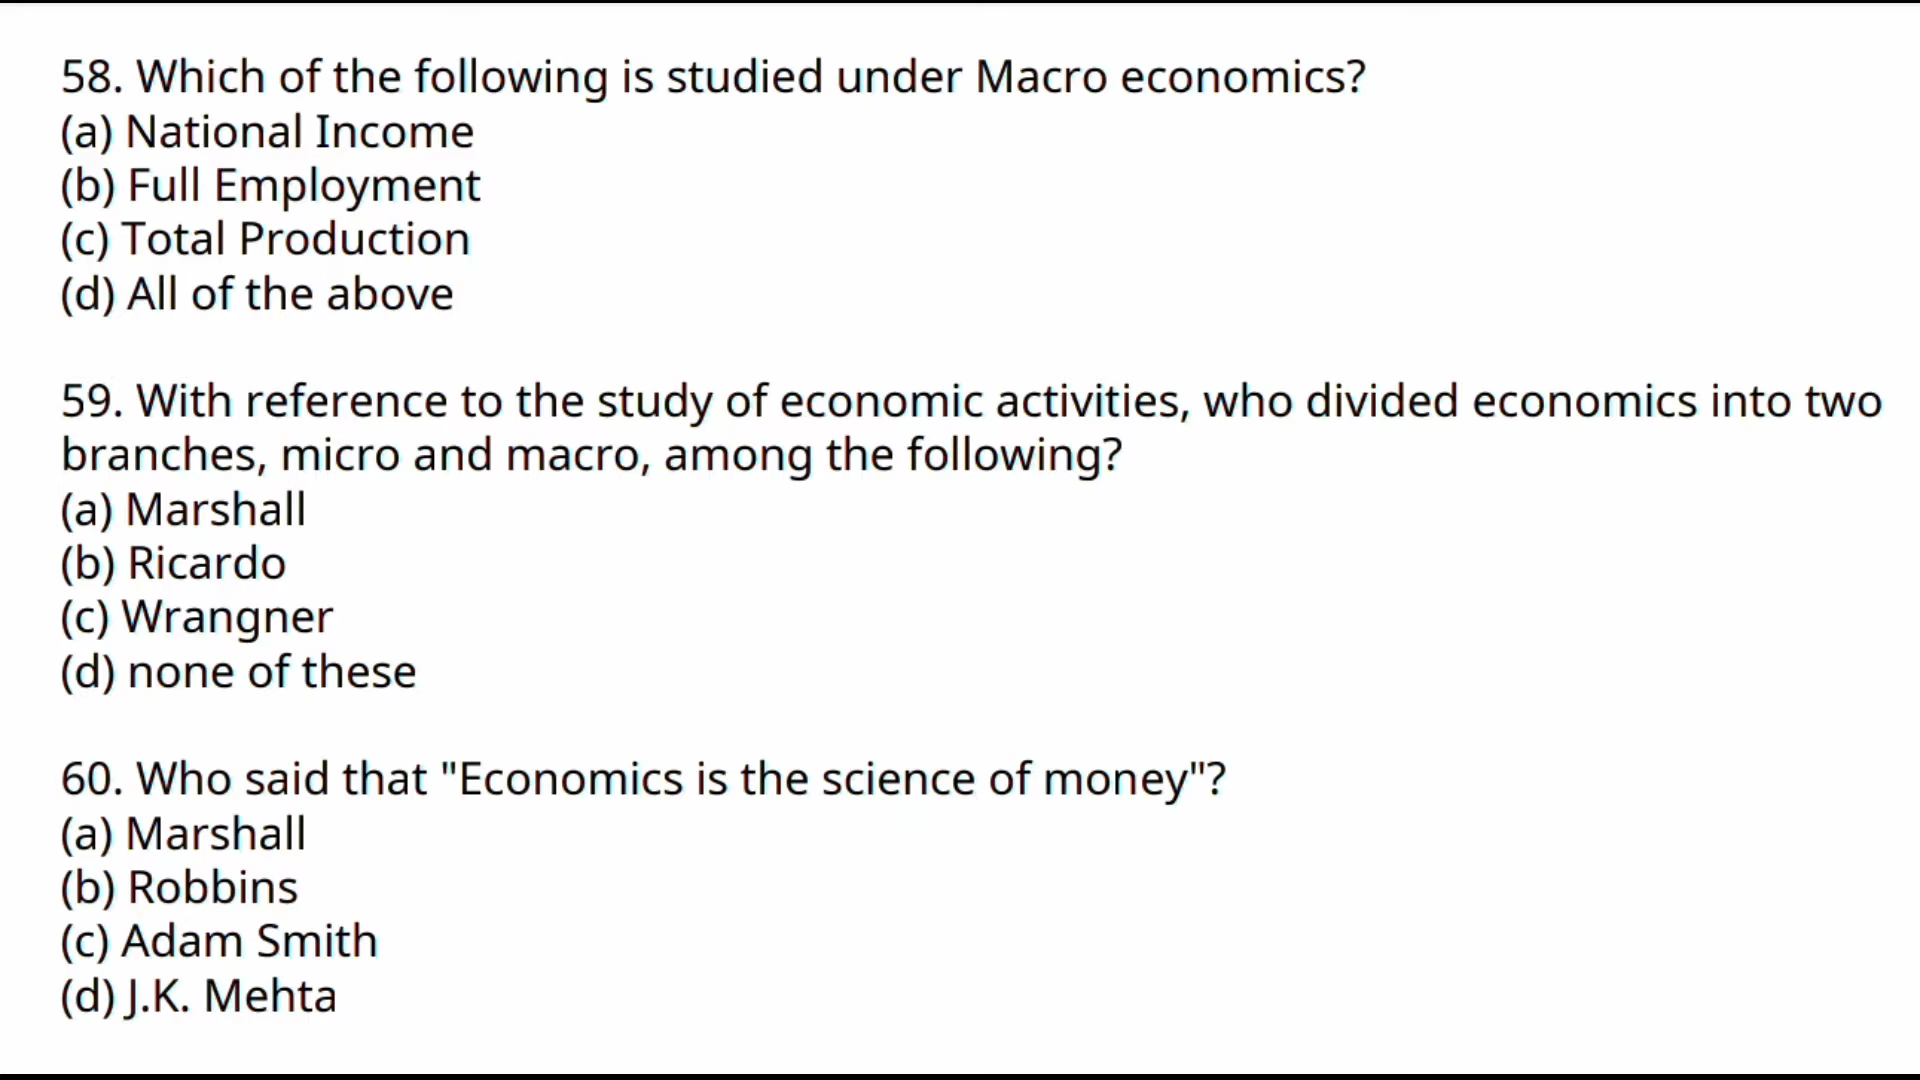 58. Which of the following is studied under Macro economics?
(a) National Income
(b) Full Employment
(c) Total Production
(d) All of the above
59. With reference to the study of economic activities, who divided economics into two
branches, micro and macro, among the following?
(a) Marshall
(b) Ricardo
(c) Wrangner
(d) none of these
60. Who said that "Economics is the science of money"?
(a) Marshall
(b) Robbins
(c) Adam Smith
(d) J.K. Mehta